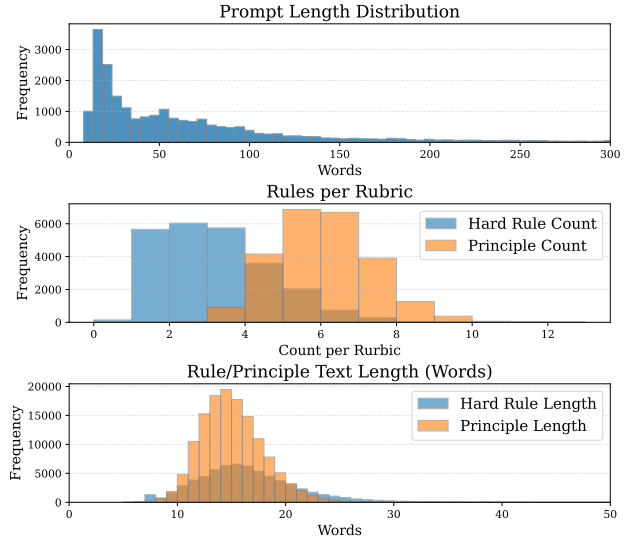 Prompt Length Distribution
Frequency
3000
2000
1000
0
0 50 100 150 200 250 300
Words
Rules per Rubric
Frequency
6000
4000
2000
0
Hard Rule Count
Principle Count
0 2 4 6 8 10 12
Count per Rurbic
Rule/Principle Text Length (Words)
Frequency
20000
15000
10000
5000
0
Hard Rule Length
Principle Length
0 10 20 30 40 50
Words